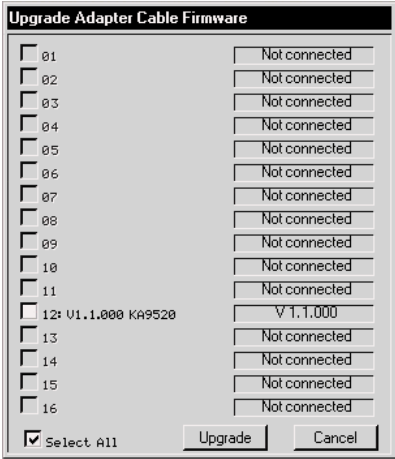 Upgrade Adapter Cable Firmware
01 Not connected
02 Not connected
03 Not connected
04 Not connected
05 Not connected
06 Not connected
07 Not connected
08 Not connected
09 Not connected
10 Not connected
11 Not connected
12: V1.1.000 KA9520 V 1.1.000
13 Not connected
14 Not connected
15 Not connected
16 Not connected
Select All Upgrade Cancel